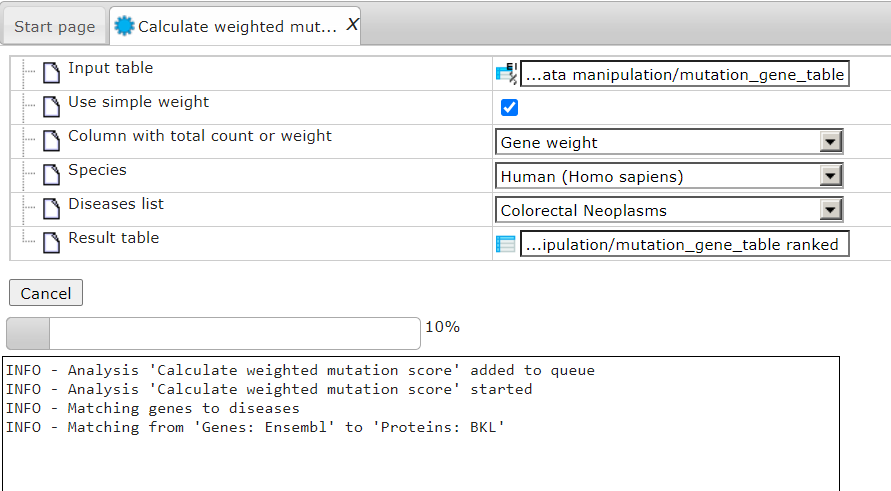 Start page
Calculate weighted mut... X
Input table
...ata manipulation/mutation_gene_table
Use simple weight
Column with total count or weight
Gene weight
Species
Human (Homo sapiens)
Diseases list
Colorectal Neoplasms
Result table
...ipulation/mutation_gene_table ranked
Cancel
10%
INFO - Analysis 'Calculate weighted mutation score' added to queue
INFO - Analysis 'Calculate weighted mutation score' started
INFO - Matching genes to diseases
INFO - Matching from 'Genes: Ensembl' to 'Proteins: BKL'